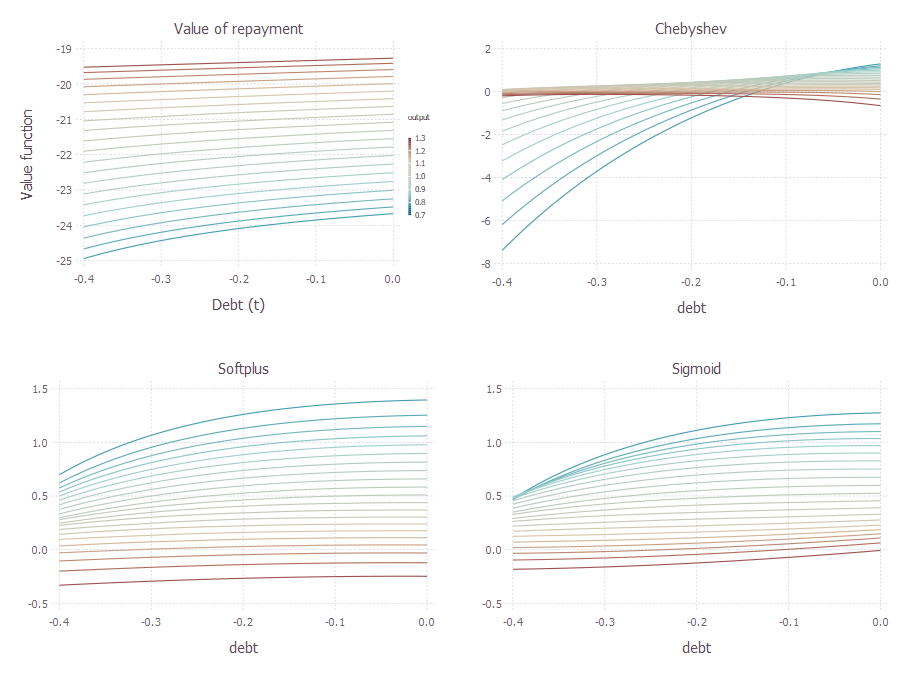 Value of repayment
Value function
-19
-20
-21
-22
-23
-24
-25
-0.4 -0.3 -0.2 -0.1 0.0
Debt (t)
output
1.3
1.2
1.1
1.0
0.9
0.8
0.7
Chebyshev
2
0
-2
-4
-6
-8
-0.4 -0.3 -0.2 -0.1 0.0
debt
Softplus
1.5
1.0
0.5
0.0
-0.5
-0.4 -0.3 -0.2 -0.1 0.0
debt
Sigmoid
1.5
1.0
0.5
0.0
-0.5
-0.4 -0.3 -0.2 -0.1 0.0
debt